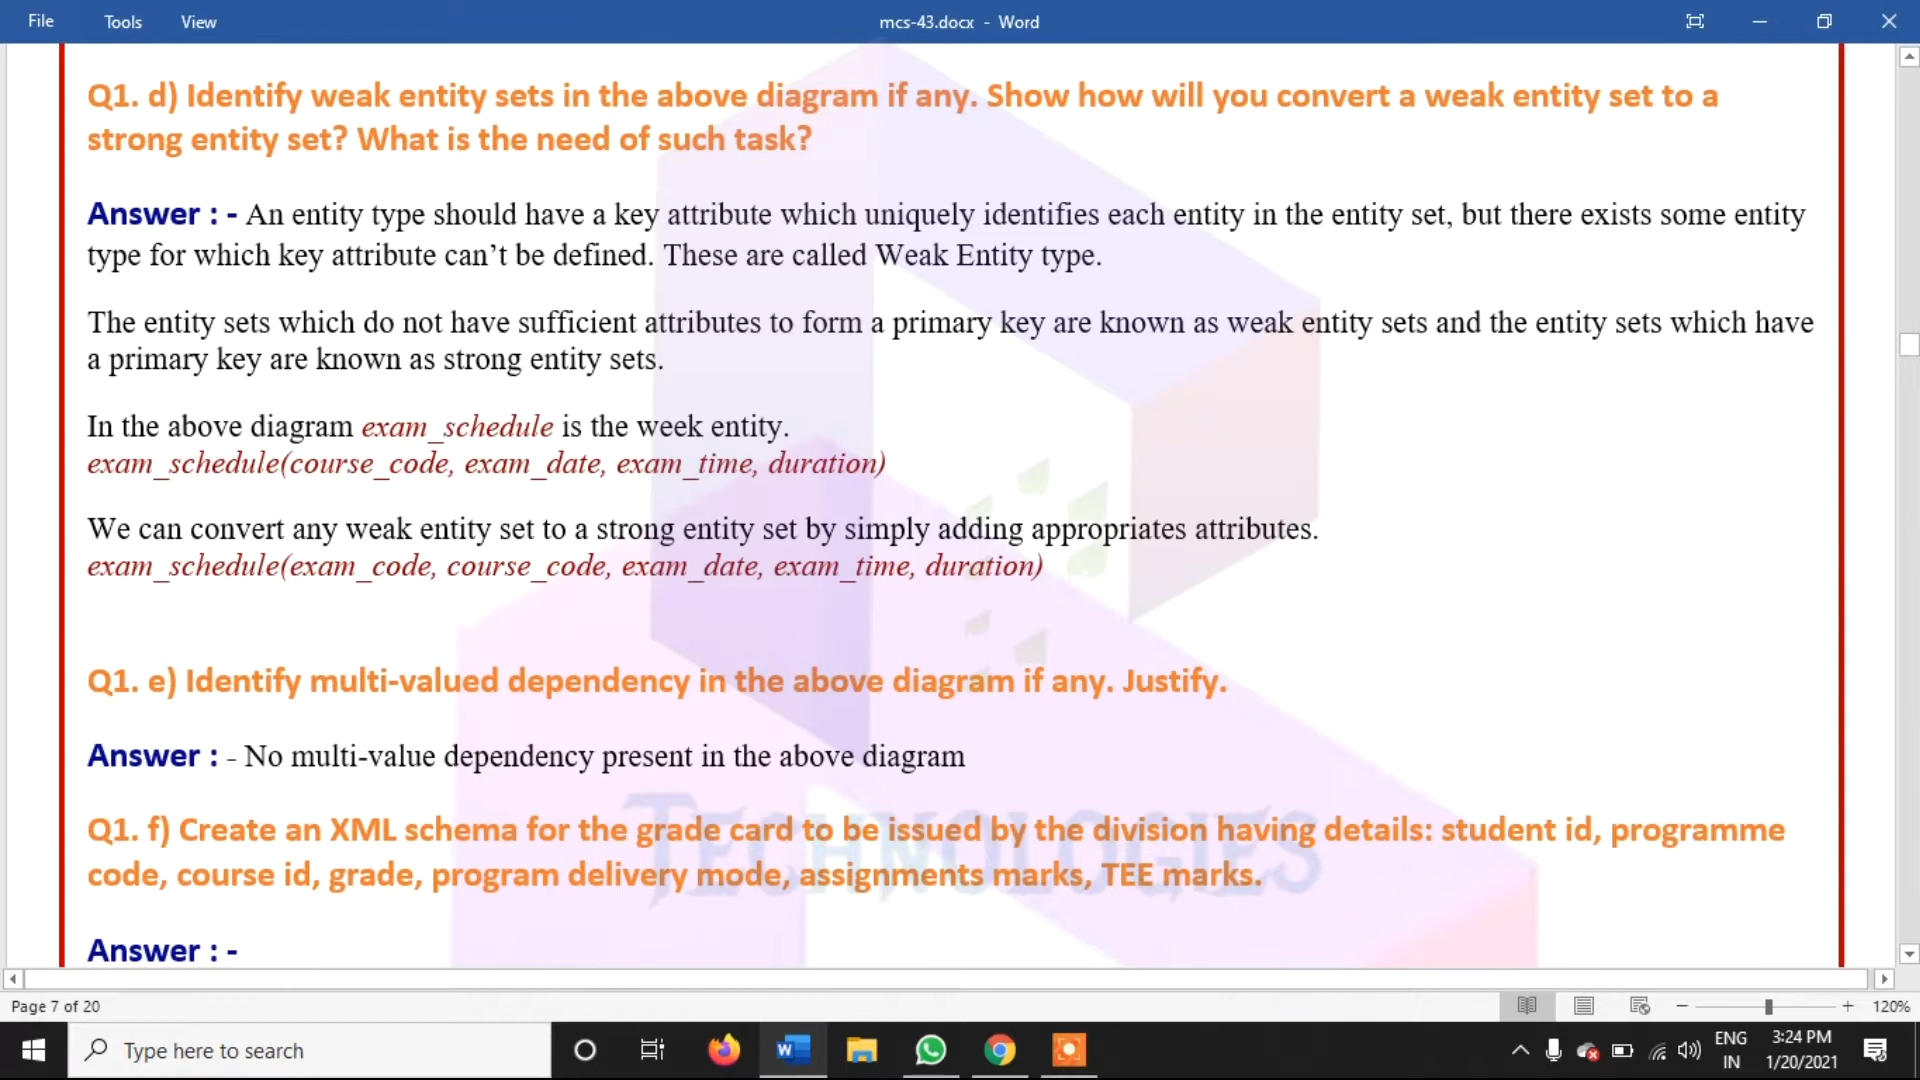 File Tools View mcs-43.docx - Word
Q1. d) Identify weak entity sets in the above diagram if any. Show how will you convert a weak entity set to a
strong entity set? What is the need of such task?
Answer : - An entity type should have a key attribute which uniquely identifies each entity in the entity set, but there exists some entity
type for which key attribute can’t be defined. These are called Weak Entity type.
The entity sets which do not have sufficient attributes to form a primary key are known as weak entity sets and the entity sets which have
a primary key are known as strong entity sets.
In the above diagram exam_schedule is the week entity.
exam_schedule(course_code, exam_date, exam_time, duration)
We can convert any weak entity set to a strong entity set by simply adding appropriates attributes.
exam_schedule(exam_code, course_code, exam_date, exam_time, duration)
Q1. e) Identify multi-valued dependency in the above diagram if any. Justify.
Answer : - No multi-value dependency present in the above diagram
TECHNOLOGIES
Q1. f) Create an XML schema for the grade card to be issued by the division having details: student id, programme
code, course id, grade, program delivery mode, assignments marks, TEE marks.
Answer : -
Page 7 of 20 120%
Type here to search ENG 3:24 PM
IN 1/20/2021